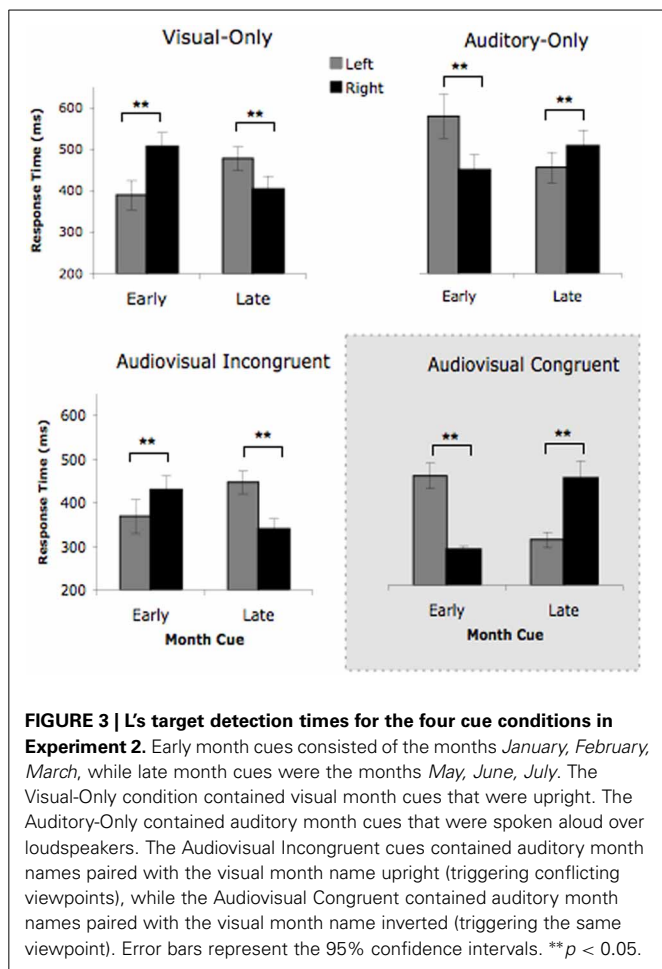 Visual-Only
Auditory-Only
Left
Right
Response Time (ms)
600
500
400
300
200
**
**
**
**
Early
Late
Early
Late
Audiovisual Incongruent
Audiovisual Congruent
Response Time (ms)
600
500
400
300
200
**
**
**
**
Early
Late
Early
Late
Month Cue
Month Cue
FIGURE 3 | L's target detection times for the four cue conditions in
Experiment 2. Early month cues consisted of the months January, February,
March, while late month cues were the months May, June, July. The
Visual-Only condition contained visual month cues that were upright. The
Auditory-Only contained auditory month cues that were spoken aloud over
loudspeakers. The Audiovisual Incongruent cues contained auditory month
names paired with the visual month name upright (triggering conflicting
viewpoints), while the Audiovisual Congruent contained auditory month
names paired with the visual month name inverted (triggering the same
viewpoint). Error bars represent the 95% confidence intervals. **p < 0.05.